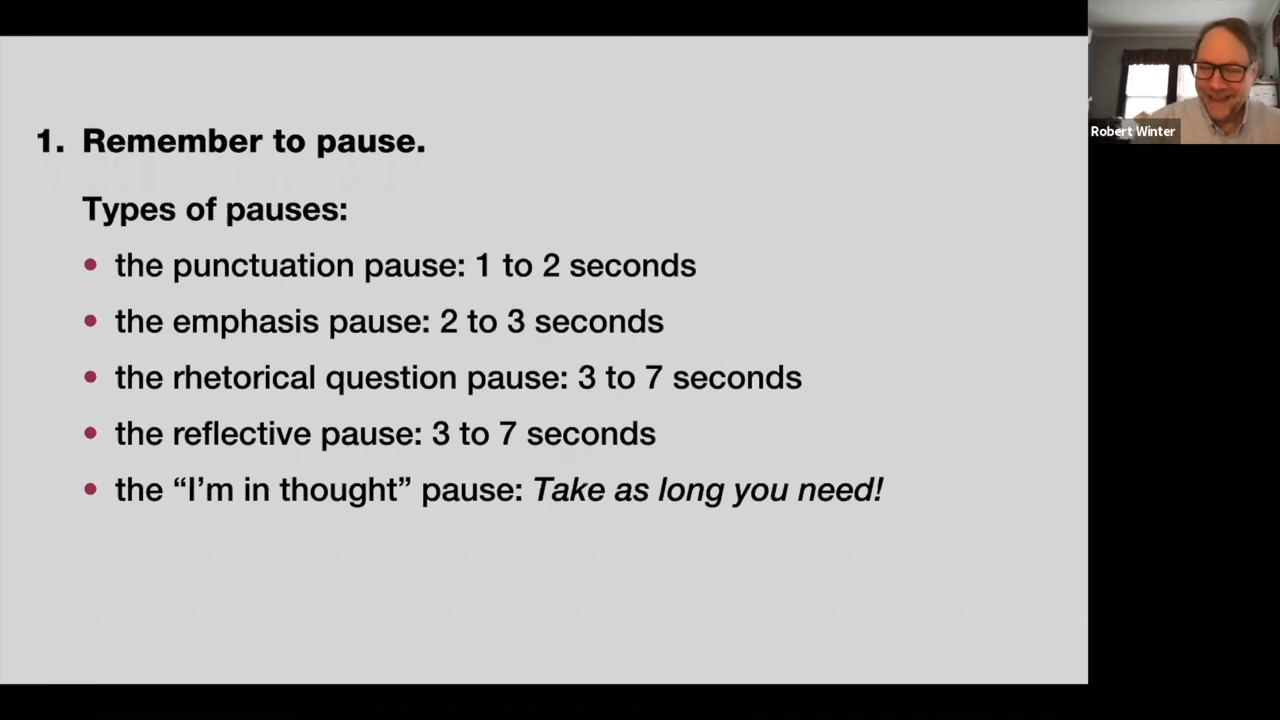 1. Remember to pause.
Types of pauses:
• the punctuation pause: 1 to 2 seconds
• the emphasis pause: 2 to 3 seconds
• the rhetorical question pause: 3 to 7 seconds
• the reflective pause: 3 to 7 seconds
• the “I’m in thought” pause: Take as long you need!
Robert Winter